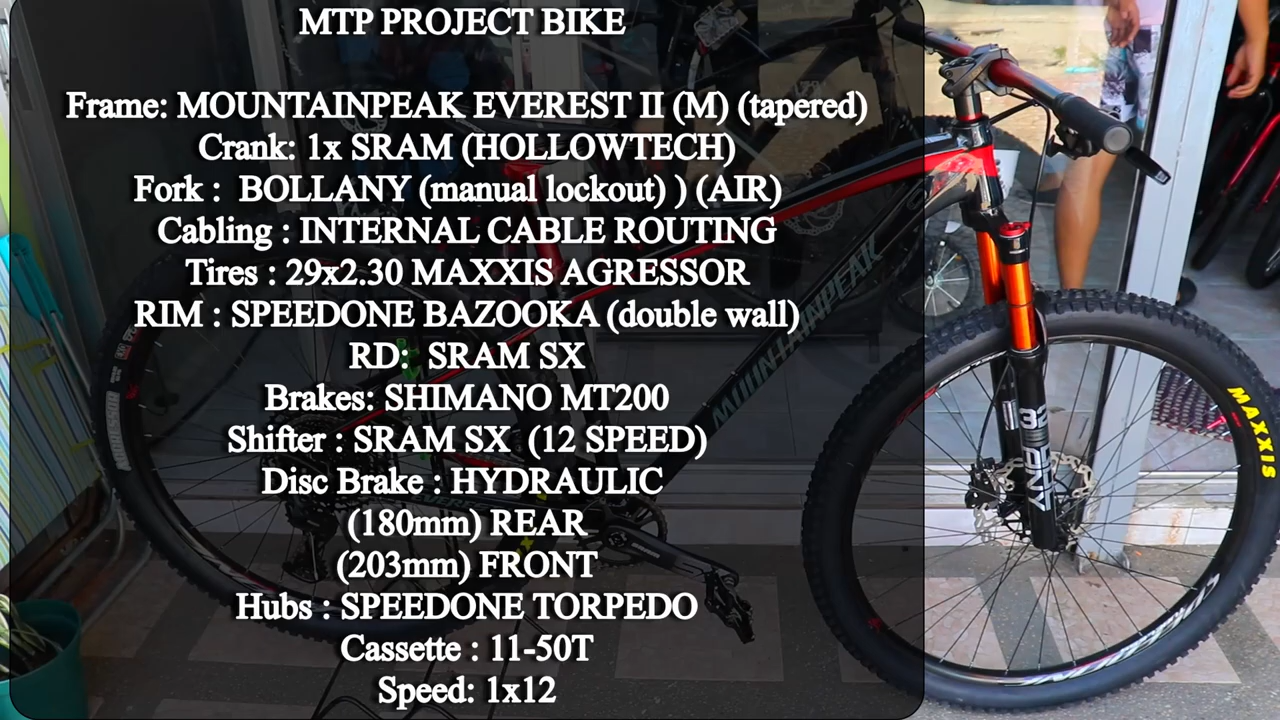 MTP PROJECT BIKE
Frame: MOUNTAINPEAK EVEREST II (M) (tapered)
Crank: 1x SRAM (HOLLOWTECH)
Fork :  BOLLANY (manual lockout) ) (AIR)
Cabling : INTERNAL CABLE ROUTING
Tires : 29x2.30 MAXXIS AGRESSOR
RIM : SPEEDONE BAZOOKA (double wall)
RD:  SRAM SX
Brakes: SHIMANO MT200
Shifter : SRAM SX  (12 SPEED)
Disc Brake : HYDRAULIC
(180mm) REAR
(203mm) FRONT
Hubs : SPEEDONE TORPEDO
Cassette : 11-50T
Speed: 1x12
MOUNTAINPEAK
MAXXIS
32